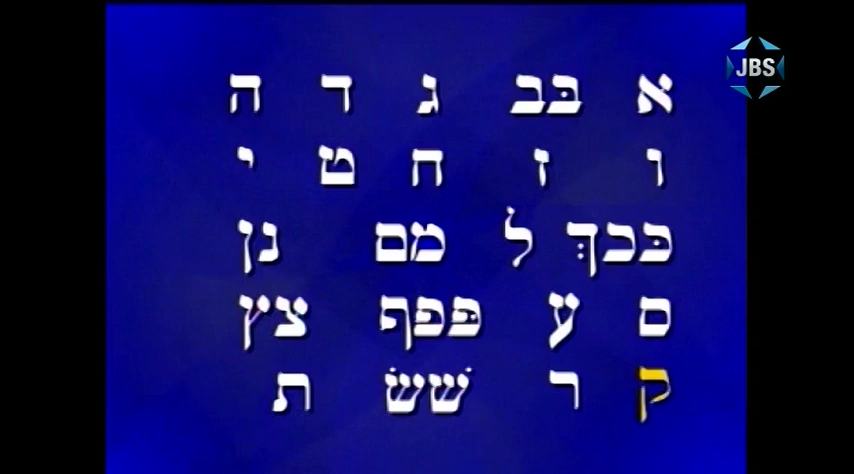 JBS
א בּב ג ד ה
ו ז ח ט י
כּכךְ ל מם נן
ס ע פּפף צץ
ק ר שׁשׂ ת